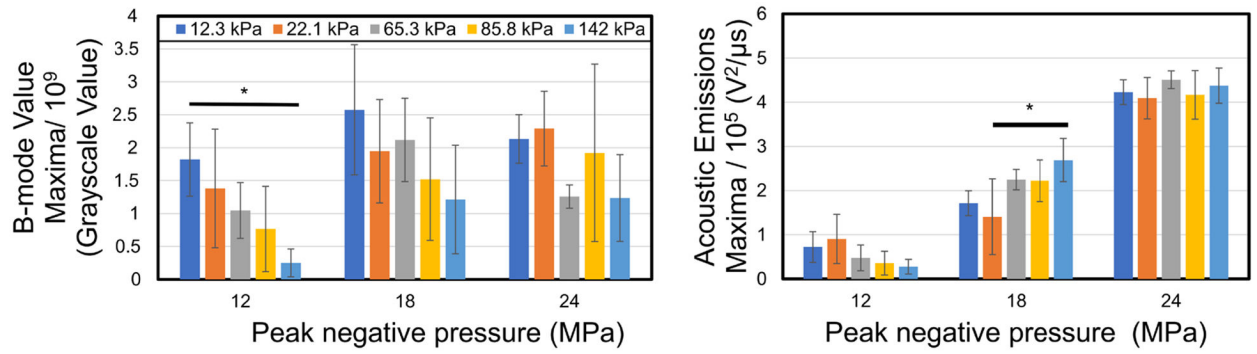 B-mode Value
Maxima/ 10⁹
(Grayscale Value)
4
3.5
3
2.5
2
1.5
1
0.5
0
12.3 kPa 22.1 kPa 65.3 kPa 85.8 kPa 142 kPa
*
12 18 24
Peak negative pressure (MPa)
Acoustic Emissions
Maxima / 10⁵ (V²/µs)
6
5
4
3
2
1
0
*
12 18 24
Peak negative pressure (MPa)